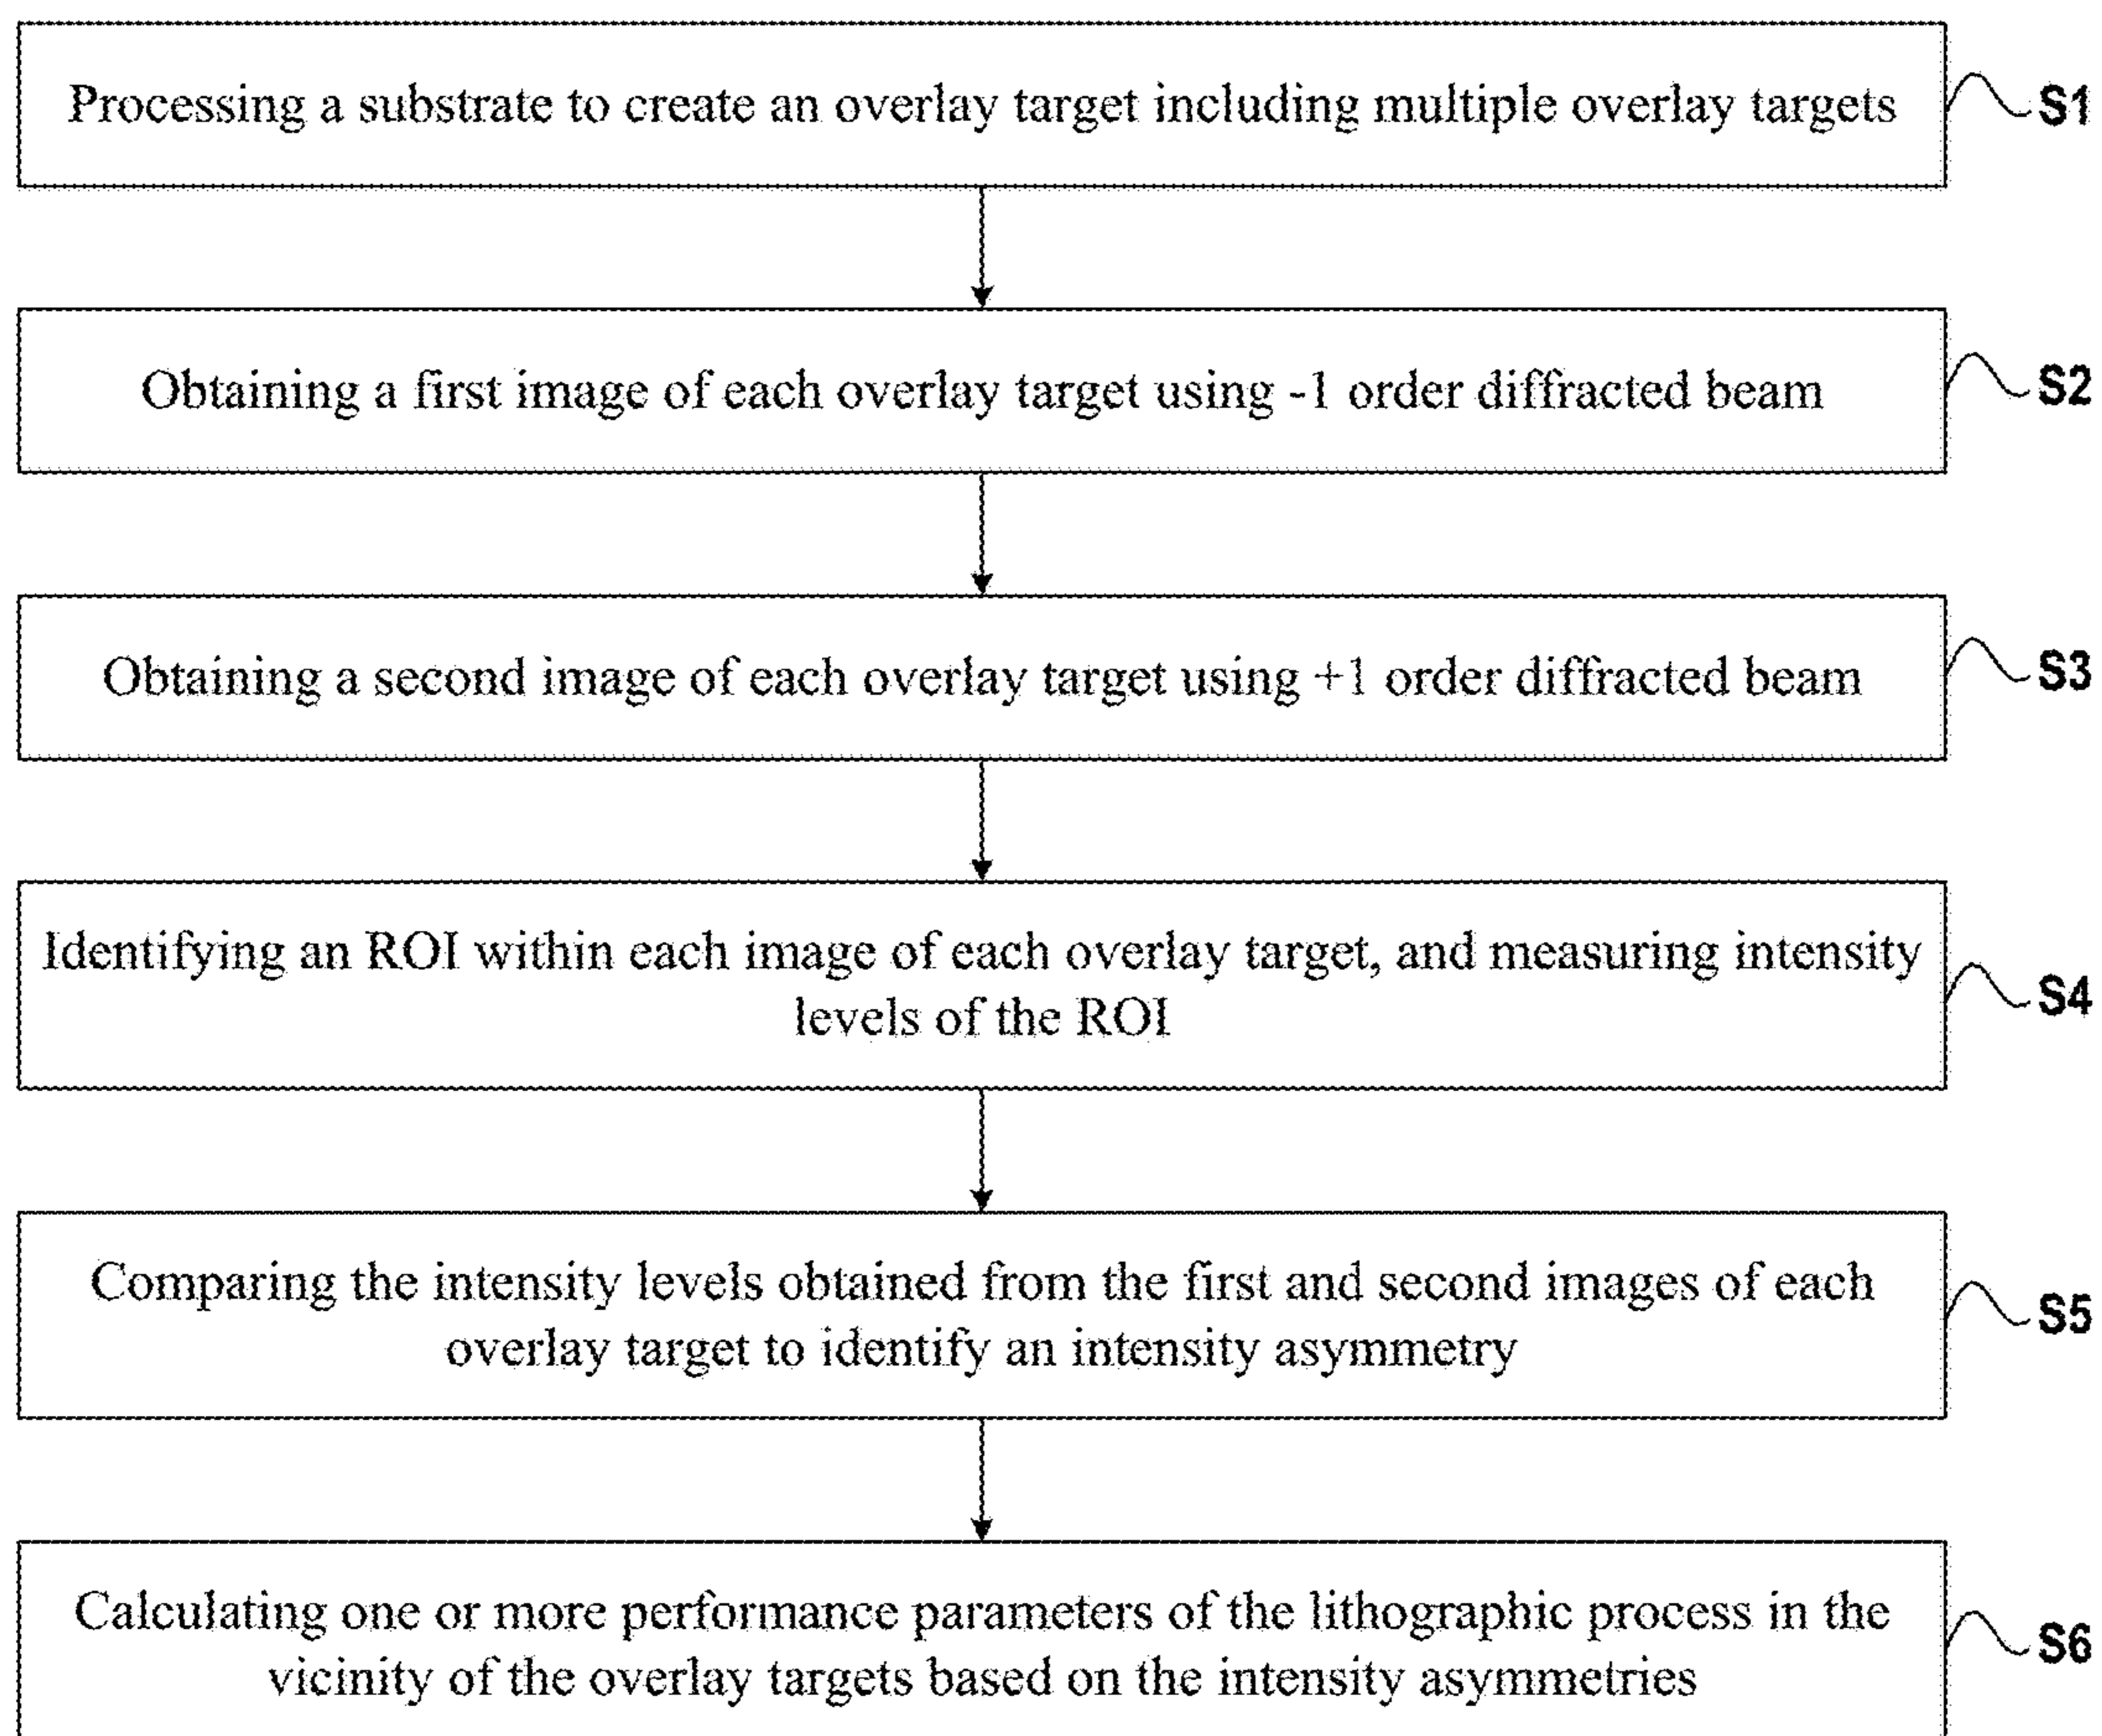 Processing a substrate to create an overlay target including multiple overlay targets
S1
Obtaining a first image of each overlay target using -1 order diffracted beam
S2
Obtaining a second image of each overlay target using +1 order diffracted beam
S3
Identifying an ROI within each image of each overlay target, and measuring intensity
levels of the ROI
S4
Comparing the intensity levels obtained from the first and second images of each
overlay target to identify an intensity asymmetry
S5
Calculating one or more performance parameters of the lithographic process in the
vicinity of the overlay targets based on the intensity asymmetries
S6